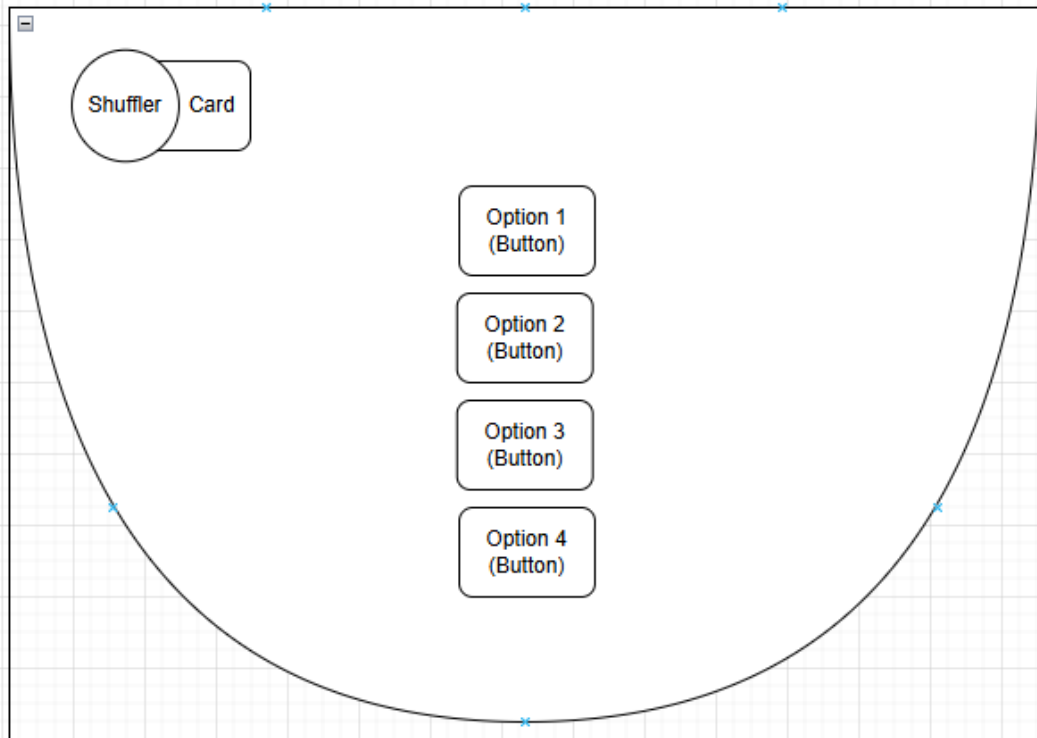 Shuffler
Card
Option 1
(Button)
Option 2
(Button)
Option 3
(Button)
Option 4
(Button)